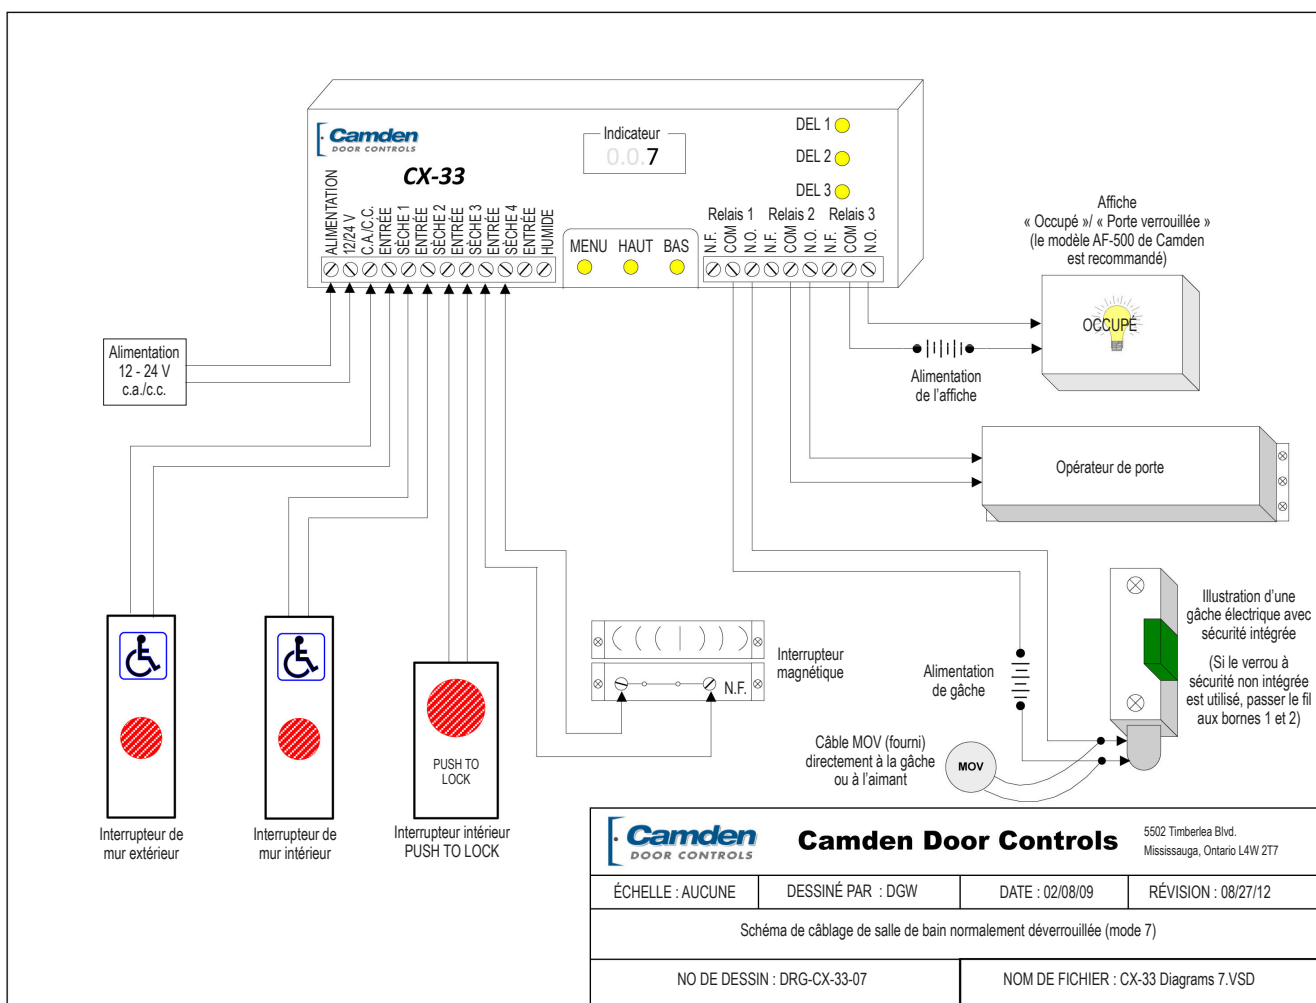 Camden
DOOR CONTROLS
CX-33
Indicateur
0.0.7
DEL 1
DEL 2
DEL 3
ALIMENTATION
12/24 V
C.A./C.C.
ENTRÉE
SÈCHE 1
ENTRÉE
SÈCHE 2
ENTRÉE
SÈCHE 3
ENTRÉE
SÈCHE 4
ENTRÉE
HUMIDE
MENU HAUT BAS
Relais 1 Relais 2 Relais 3
N.F.
COM
N.O.
N.F.
COM
N.O.
N.F.
COM
N.O.
Affiche
« Occupé »/ « Porte verrouillée »
(le modèle AF-500 de Camden
est recommandé)
OCCUPÉ
Alimentation
de l'affiche
Alimentation
12 - 24 V
c.a./c.c.
Opérateur de porte
Illustration d'une
gâche électrique avec
sécurité intégrée
(Si le verrou à
sécurité non intégrée
est utilisé, passer le fil
aux bornes 1 et 2)
Interrupteur
magnétique
N.F.
Alimentation
de gâche
Câble MOV (fourni)
directement à la gâche
ou à l'aimant
MOV
PUSH TO
LOCK
Interrupteur de
mur extérieur
Interrupteur de
mur intérieur
Interrupteur intérieur
PUSH TO LOCK
Camden
DOOR CONTROLS
Camden Door Controls
5502 Timberlea Blvd.
Mississauga, Ontario L4W 2T7
ÉCHELLE : AUCUNE
DESSINÉ PAR : DGW
DATE : 02/08/09
RÉVISION : 08/27/12
Schéma de câblage de salle de bain normalement déverrouillée (mode 7)
NO DE DESSIN : DRG-CX-33-07
NOM DE FICHIER : CX-33 Diagrams 7.VSD